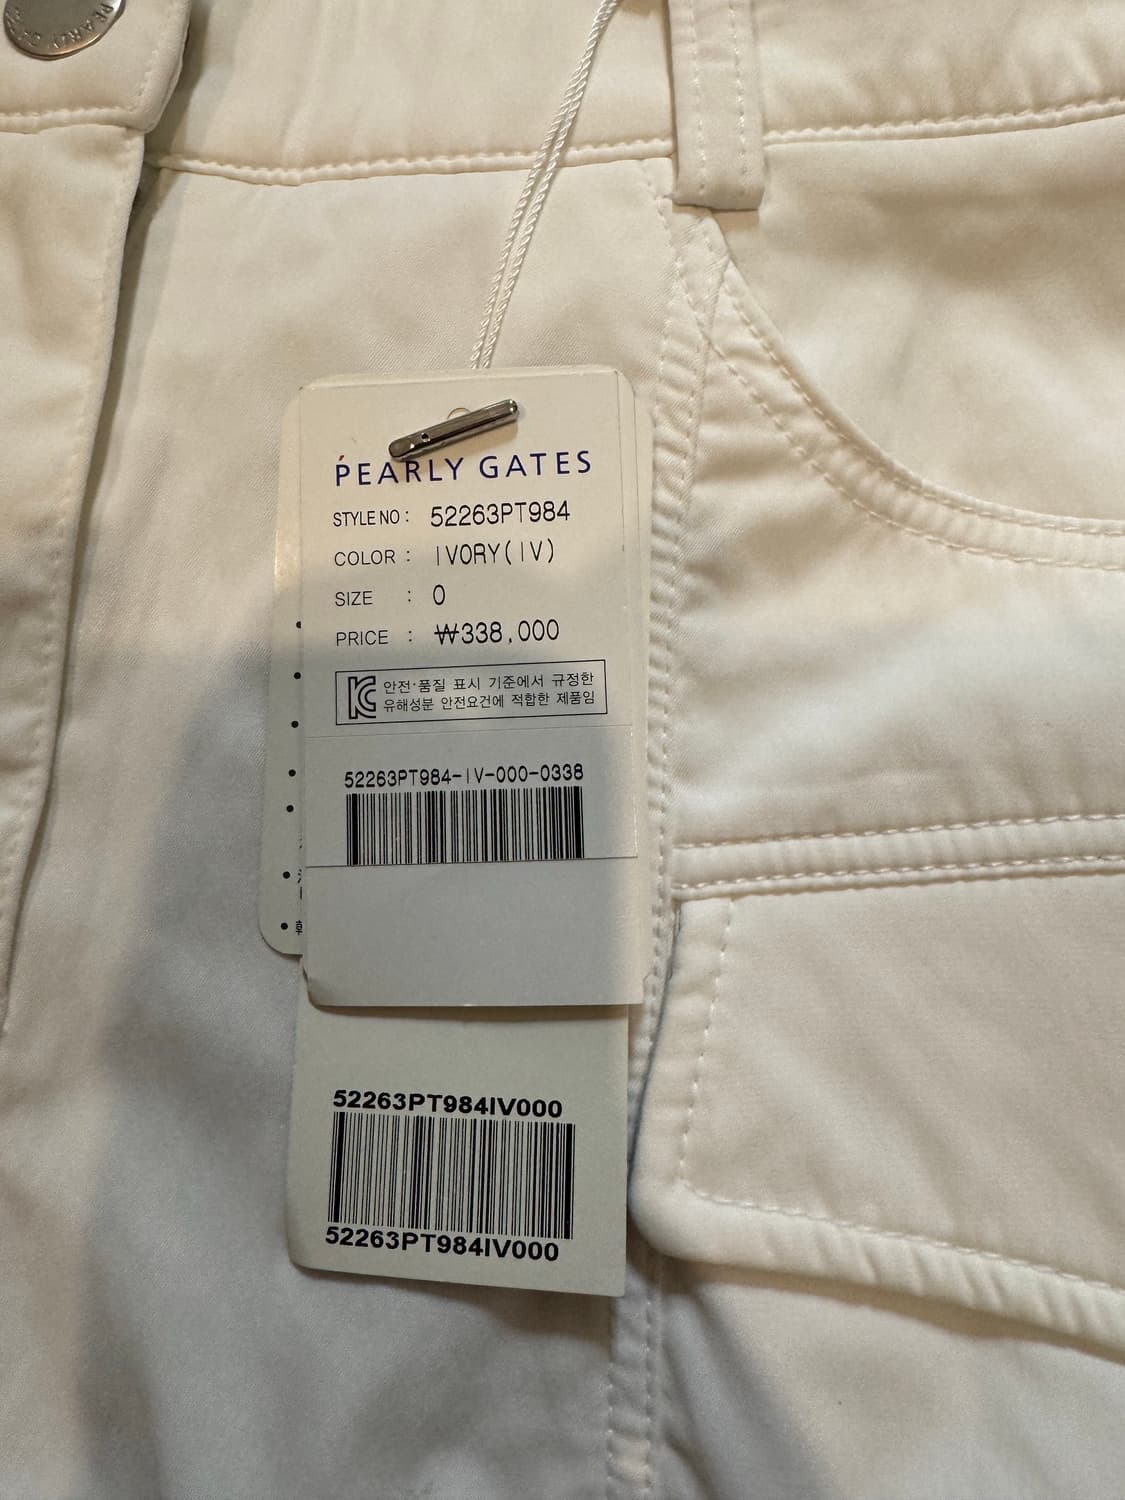 PEARLY GATES
PEARLY GATES
STYLE NO : 52263PT984
COLOR : IVORY(IV)
SIZE : 0
PRICE : ₩338,000
안전·품질 표시 기준에서 규정한
유해성분 안전요건에 적합한 제품임
52263PT984-IV-000-0338
52263PT984IV000
52263PT984IV000